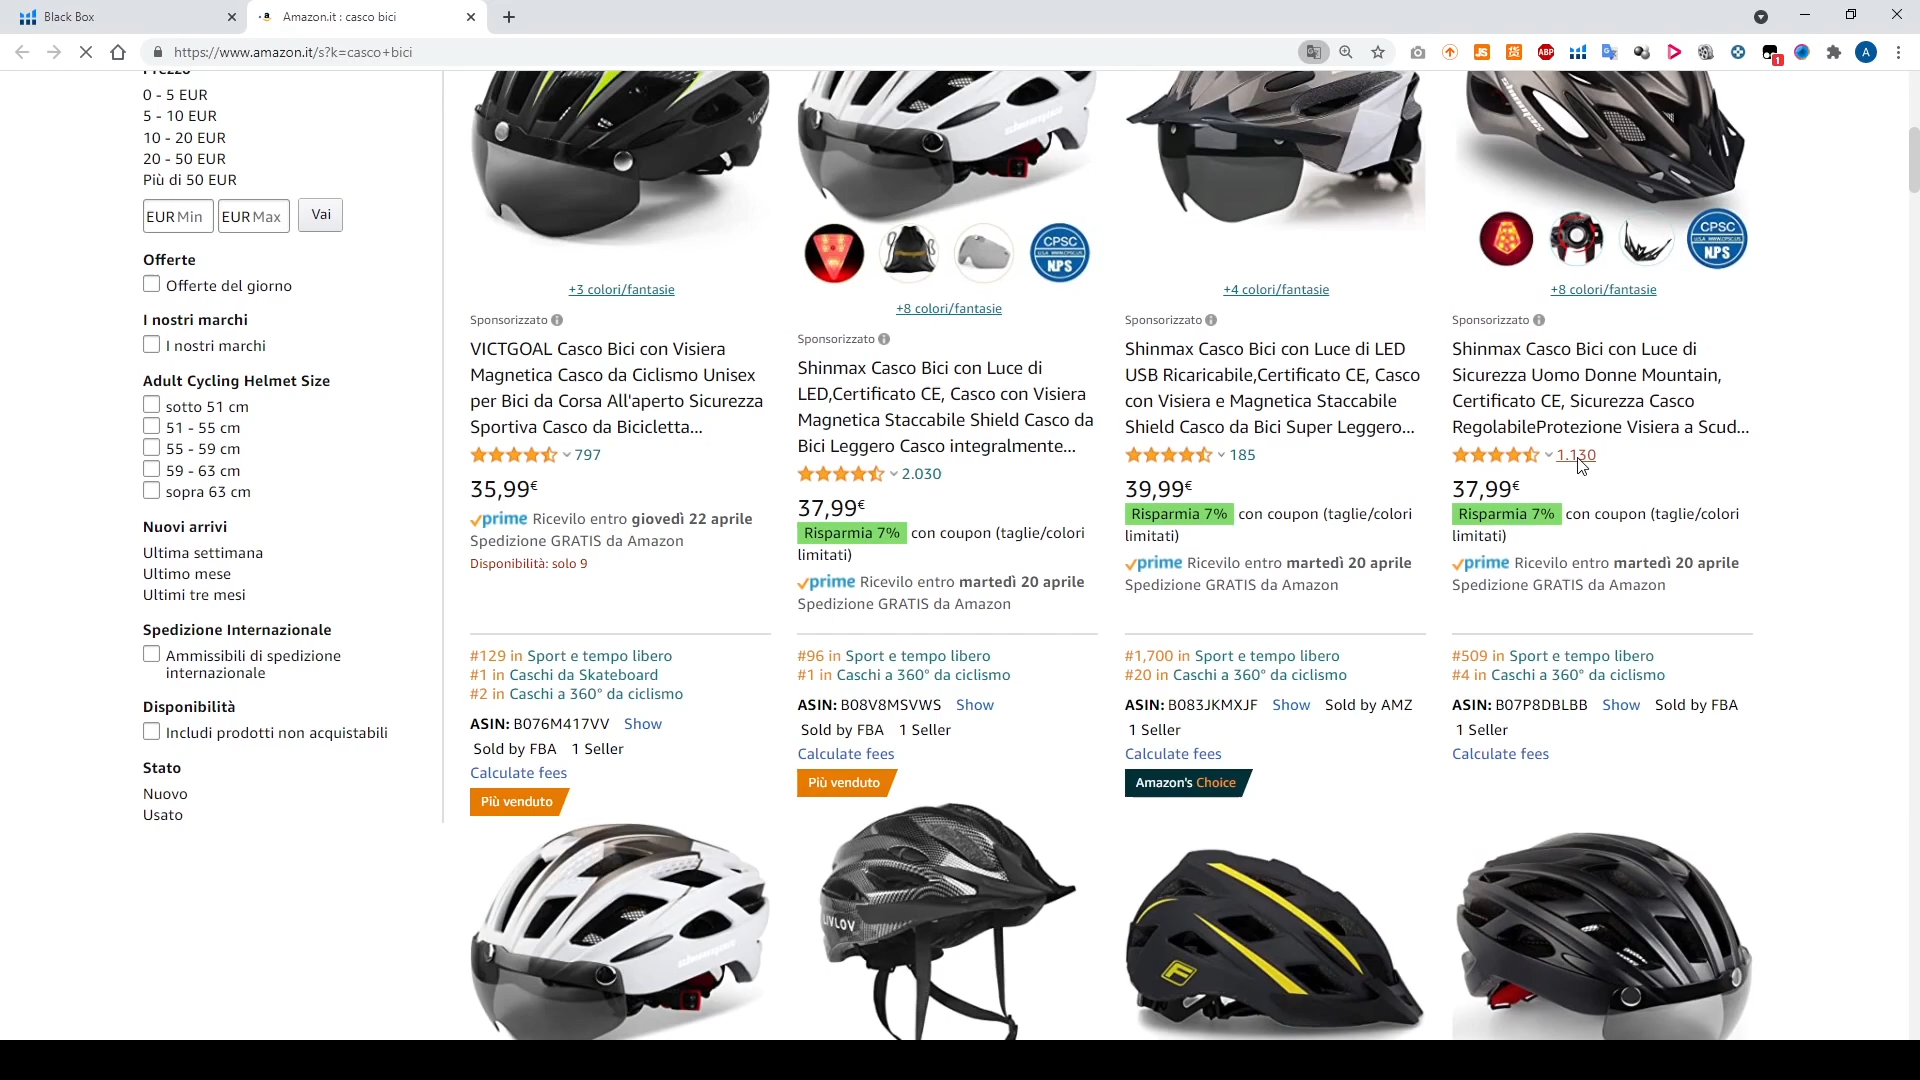 Black Box
Amazon.it : casco bici
https://www.amazon.it/s?k=casco+bici
JS
ABP
1
A
Prezzo
0 - 5 EUR
5 - 10 EUR
10 - 20 EUR
20 - 50 EUR
Più di 50 EUR
EUR Min EUR Max Vai
Offerte
Offerte del giorno
I nostri marchi
I nostri marchi
Adult Cycling Helmet Size
sotto 51 cm
51 - 55 cm
55 - 59 cm
59 - 63 cm
sopra 63 cm
Nuovi arrivi
Ultima settimana
Ultimo mese
Ultimi tre mesi
Spedizione Internazionale
Ammissibili di spedizione
internazionale
Disponibilità
Includi prodotti non acquistabili
Stato
Nuovo
Usato
+3 colori/fantasie
Sponsorizzato
VICTGOAL Casco Bici con Visiera
Magnetica Casco da Ciclismo Unisex
per Bici da Corsa All'aperto Sicurezza
Sportiva Casco da Bicicletta...
797
35,99€
prime Ricevilo entro giovedì 22 aprile
Spedizione GRATIS da Amazon
Disponibilità: solo 9
#129 in Sport e tempo libero
#1 in Caschi da Skateboard
#2 in Caschi a 360° da ciclismo
ASIN: B076M417VV Show
Sold by FBA 1 Seller
Calculate fees
Più venduto
CPSC
NPS
+8 colori/fantasie
Sponsorizzato
Shinmax Casco Bici con Luce di
LED,Certificato CE, Casco con Visiera
Magnetica Staccabile Shield Casco da
Bici Leggero Casco integralmente...
2.030
37,99€
Risparmia 7% con coupon (taglie/colori
limitati)
prime Ricevilo entro martedì 20 aprile
Spedizione GRATIS da Amazon
#96 in Sport e tempo libero
#1 in Caschi a 360° da ciclismo
ASIN: B08V8MSVWS Show
Sold by FBA 1 Seller
Calculate fees
Più venduto
LIVLOV
+4 colori/fantasie
Sponsorizzato
Shinmax Casco Bici con Luce di LED
USB Ricaricabile,Certificato CE, Casco
con Visiera e Magnetica Staccabile
Shield Casco da Bici Super Leggero...
185
39,99€
Risparmia 7% con coupon (taglie/colori
limitati)
prime Ricevilo entro martedì 20 aprile
Spedizione GRATIS da Amazon
#1,700 in Sport e tempo libero
#20 in Caschi a 360° da ciclismo
ASIN: B083JKMXJF Show Sold by AMZ
1 Seller
Calculate fees
Amazon's Choice
CPSC
NPS
+8 colori/fantasie
Sponsorizzato
Shinmax Casco Bici con Luce di
Sicurezza Uomo Donne Mountain,
Certificato CE, Sicurezza Casco
RegolabileProtezione Visiera a Scud...
1.130
37,99€
Risparmia 7% con coupon (taglie/colori
limitati)
prime Ricevilo entro martedì 20 aprile
Spedizione GRATIS da Amazon
#509 in Sport e tempo libero
#4 in Caschi a 360° da ciclismo
ASIN: B07P8DBLBB Show Sold by FBA
1 Seller
Calculate fees